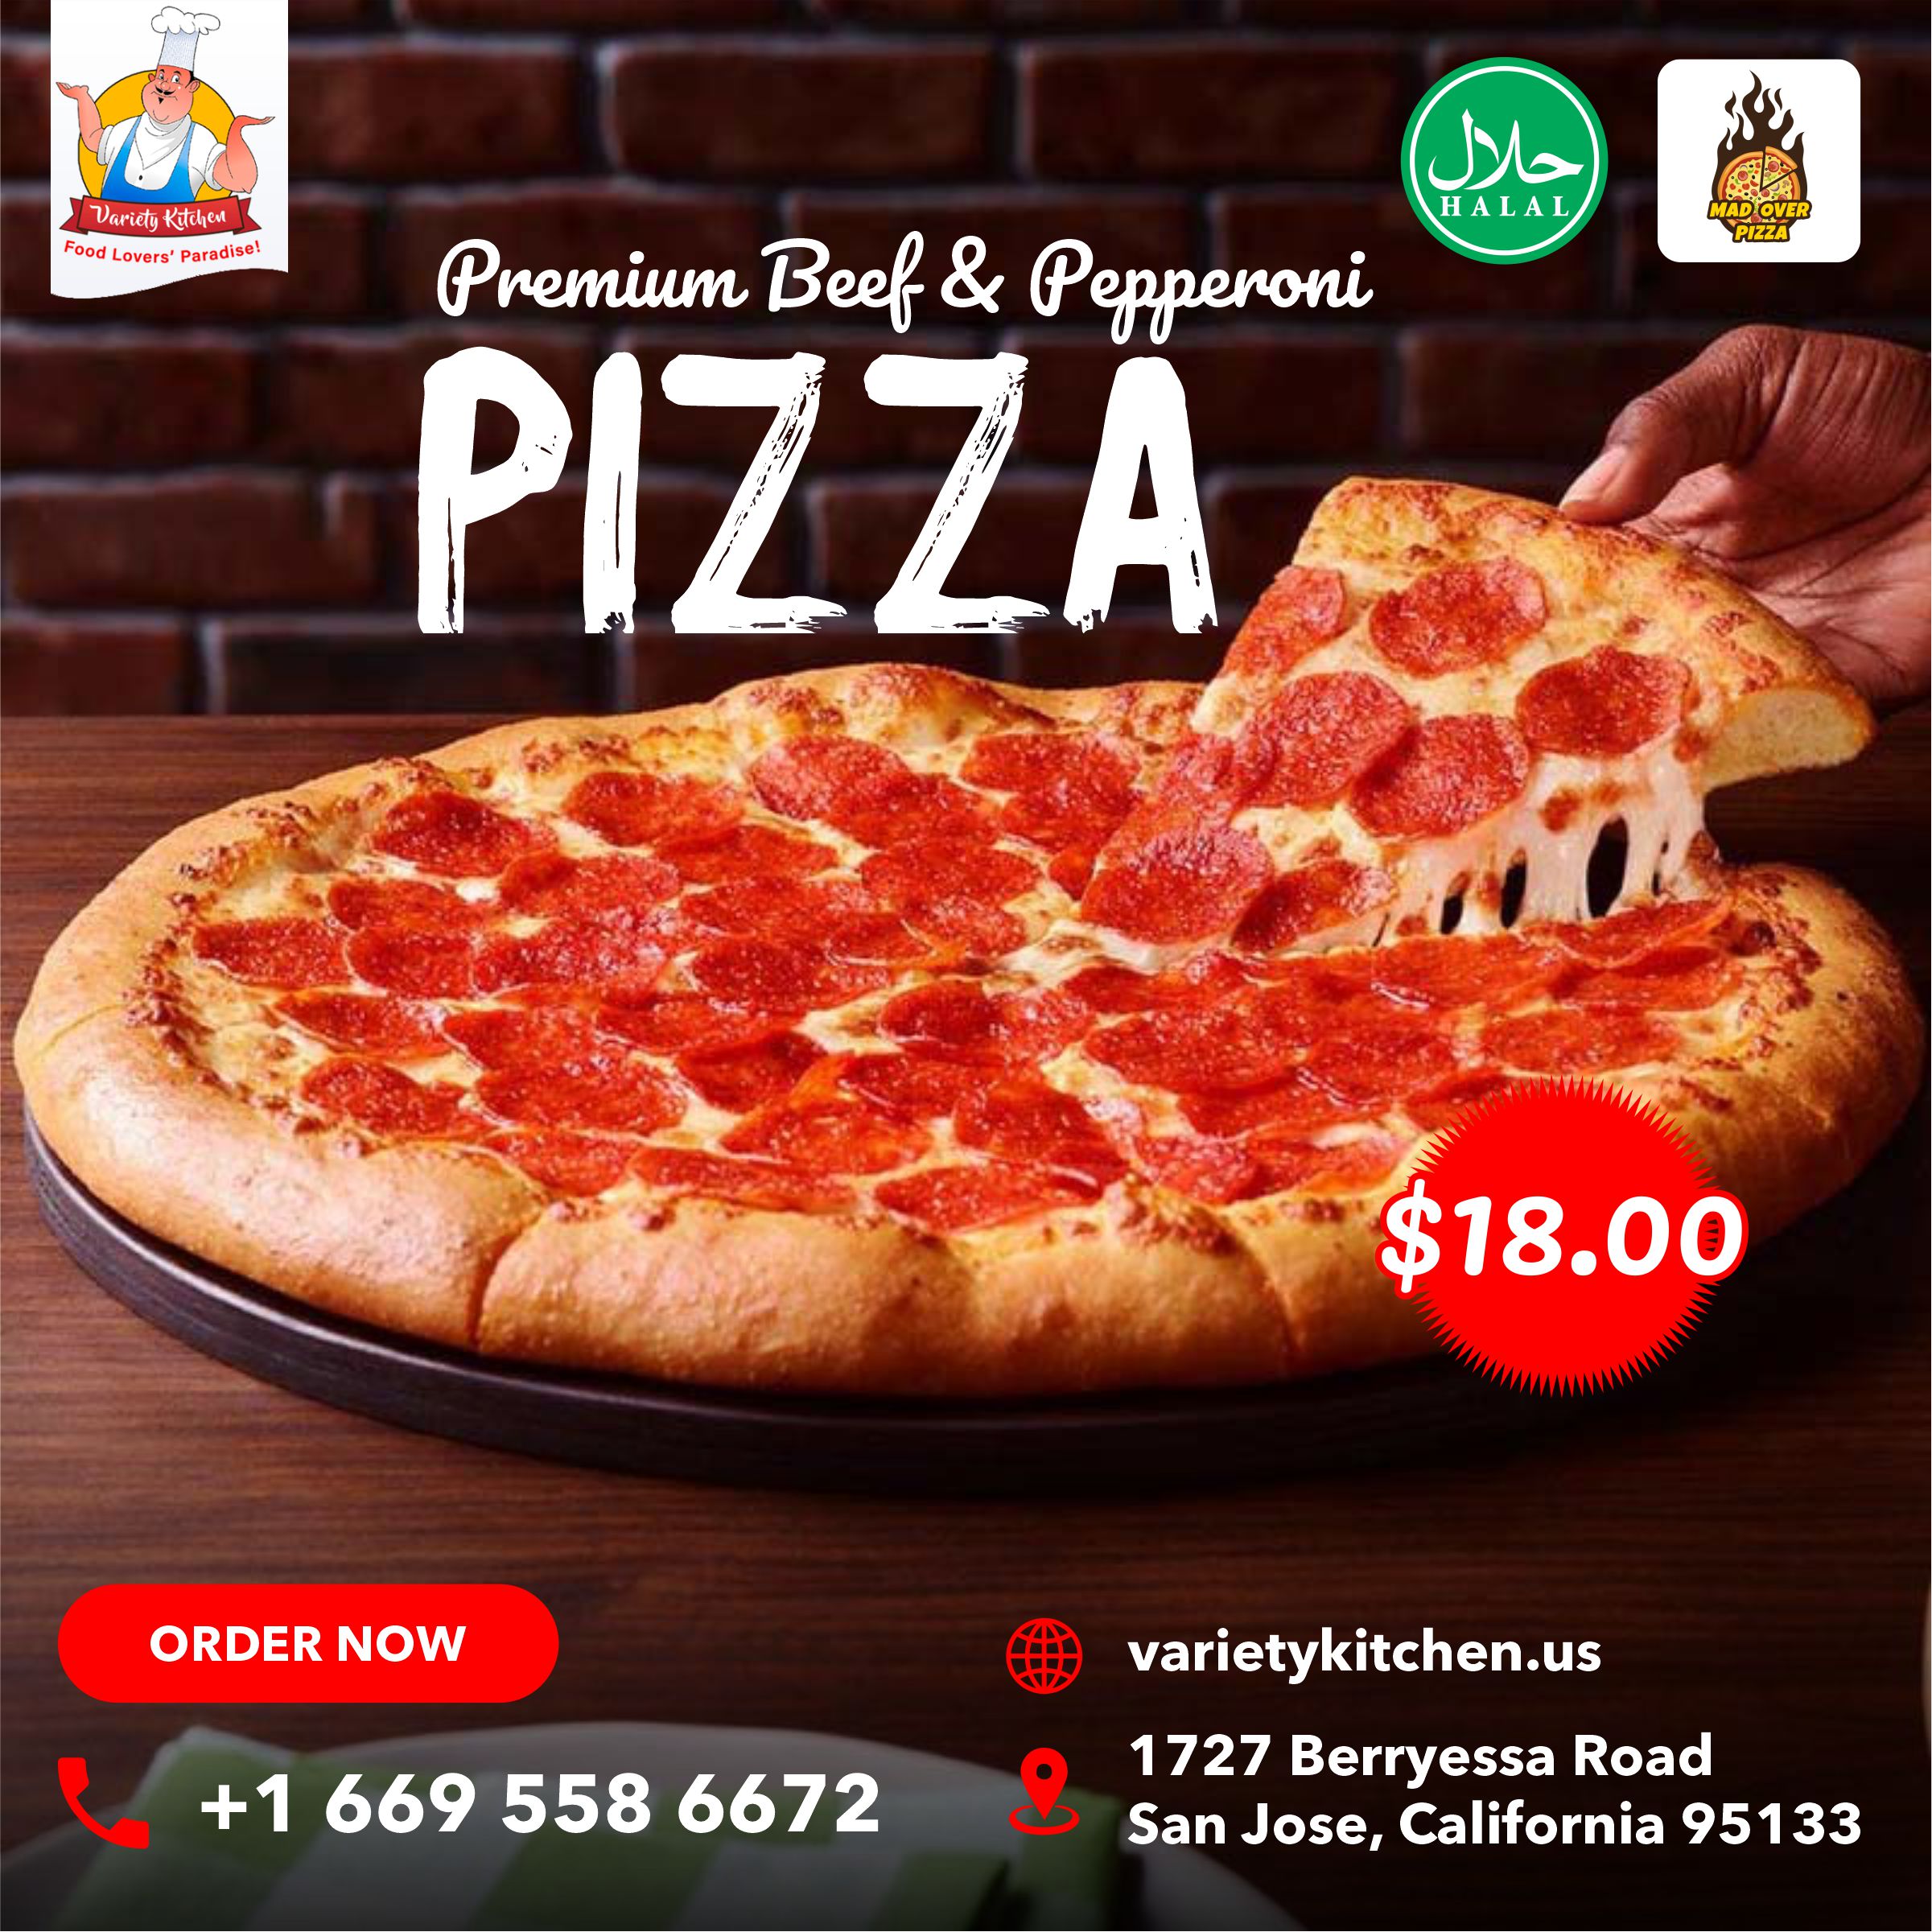 Variety Kitchen
Food Lovers' Paradise!
حلال
HALAL
MAD OVER
PIZZA
Premium Beef & Pepperoni
PIZZA
$18.00
ORDER NOW
varietykitchen.us
+1 669 558 6672
1727 Berryessa Road
San Jose, California 95133